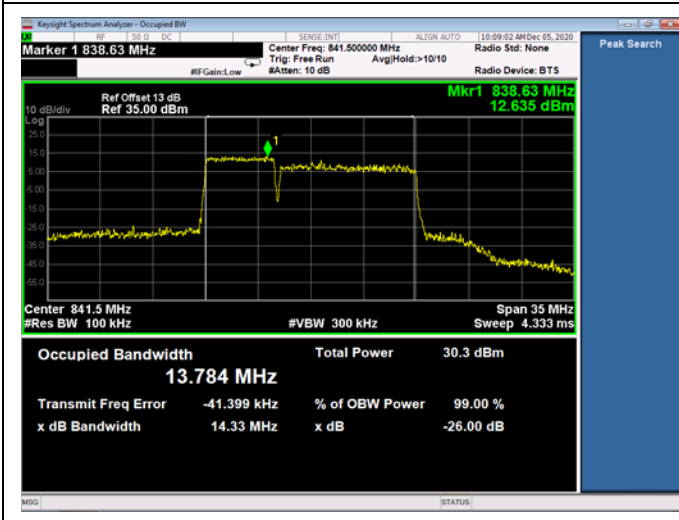 Keysight Spectrum Analyzer - Occupied BW
RF 50 Ω DC SENSE:INT ALIGN AUTO 10:09:02 AM Dec 05, 2020
Marker 1 838.63 MHz
Center Freq: 841.500000 MHz
Radio Std: None
Trig: Free Run Avg|Hold:>10/10
#IFGain:Low
#Atten: 10 dB
Radio Device: BTS
Peak Search
Ref Offset 13 dB
Mkr1 838.63 MHz
10 dB/div Ref 35.00 dBm
12.635 dBm
Log
25.0
1
15.0
5.00
-5.00
-15.0
-25.0
-35.0
-45.0
-55.0
Center 841.5 MHz
Span 35 MHz
#Res BW 100 kHz
#VBW 300 kHz
Sweep 4.333 ms
Occupied Bandwidth
Total Power 30.3 dBm
13.784 MHz
Transmit Freq Error -41.399 kHz % of OBW Power 99.00 %
x dB Bandwidth 14.33 MHz x dB -26.00 dB
MSG STATUS